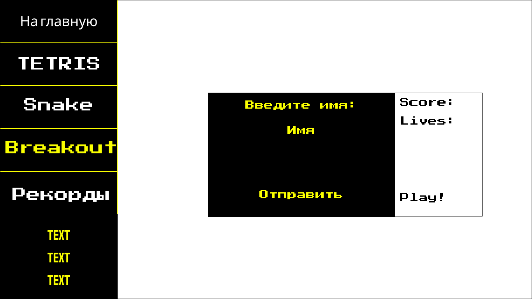 На главную
TETRIS
Snake
Breakout
Рекорды
TEXT
TEXT
TEXT
Введите имя:
Имя
Отправить
Score:
Lives:
Play!